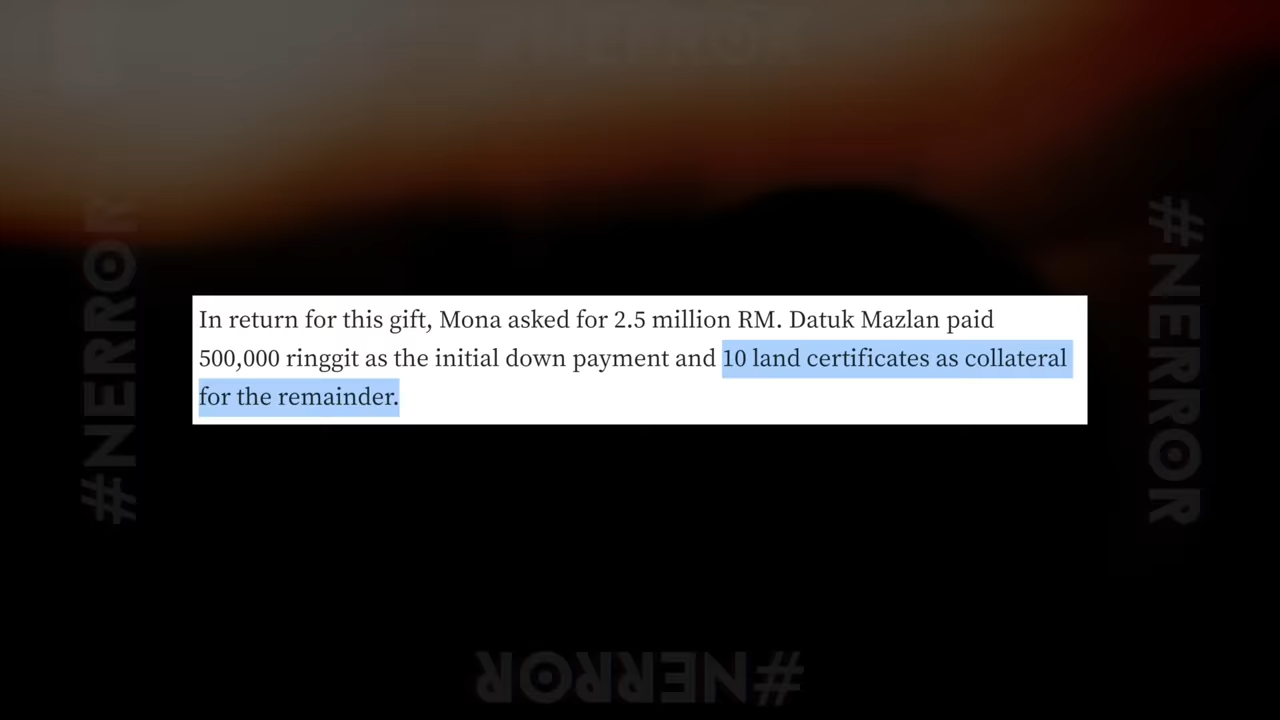 #NERROR
#NERROR
In return for this gift, Mona asked for 2.5 million RM. Datuk Mazlan paid
500,000 ringgit as the initial down payment and 10 land certificates as collateral
for the remainder.
#NERROR
#NERROR